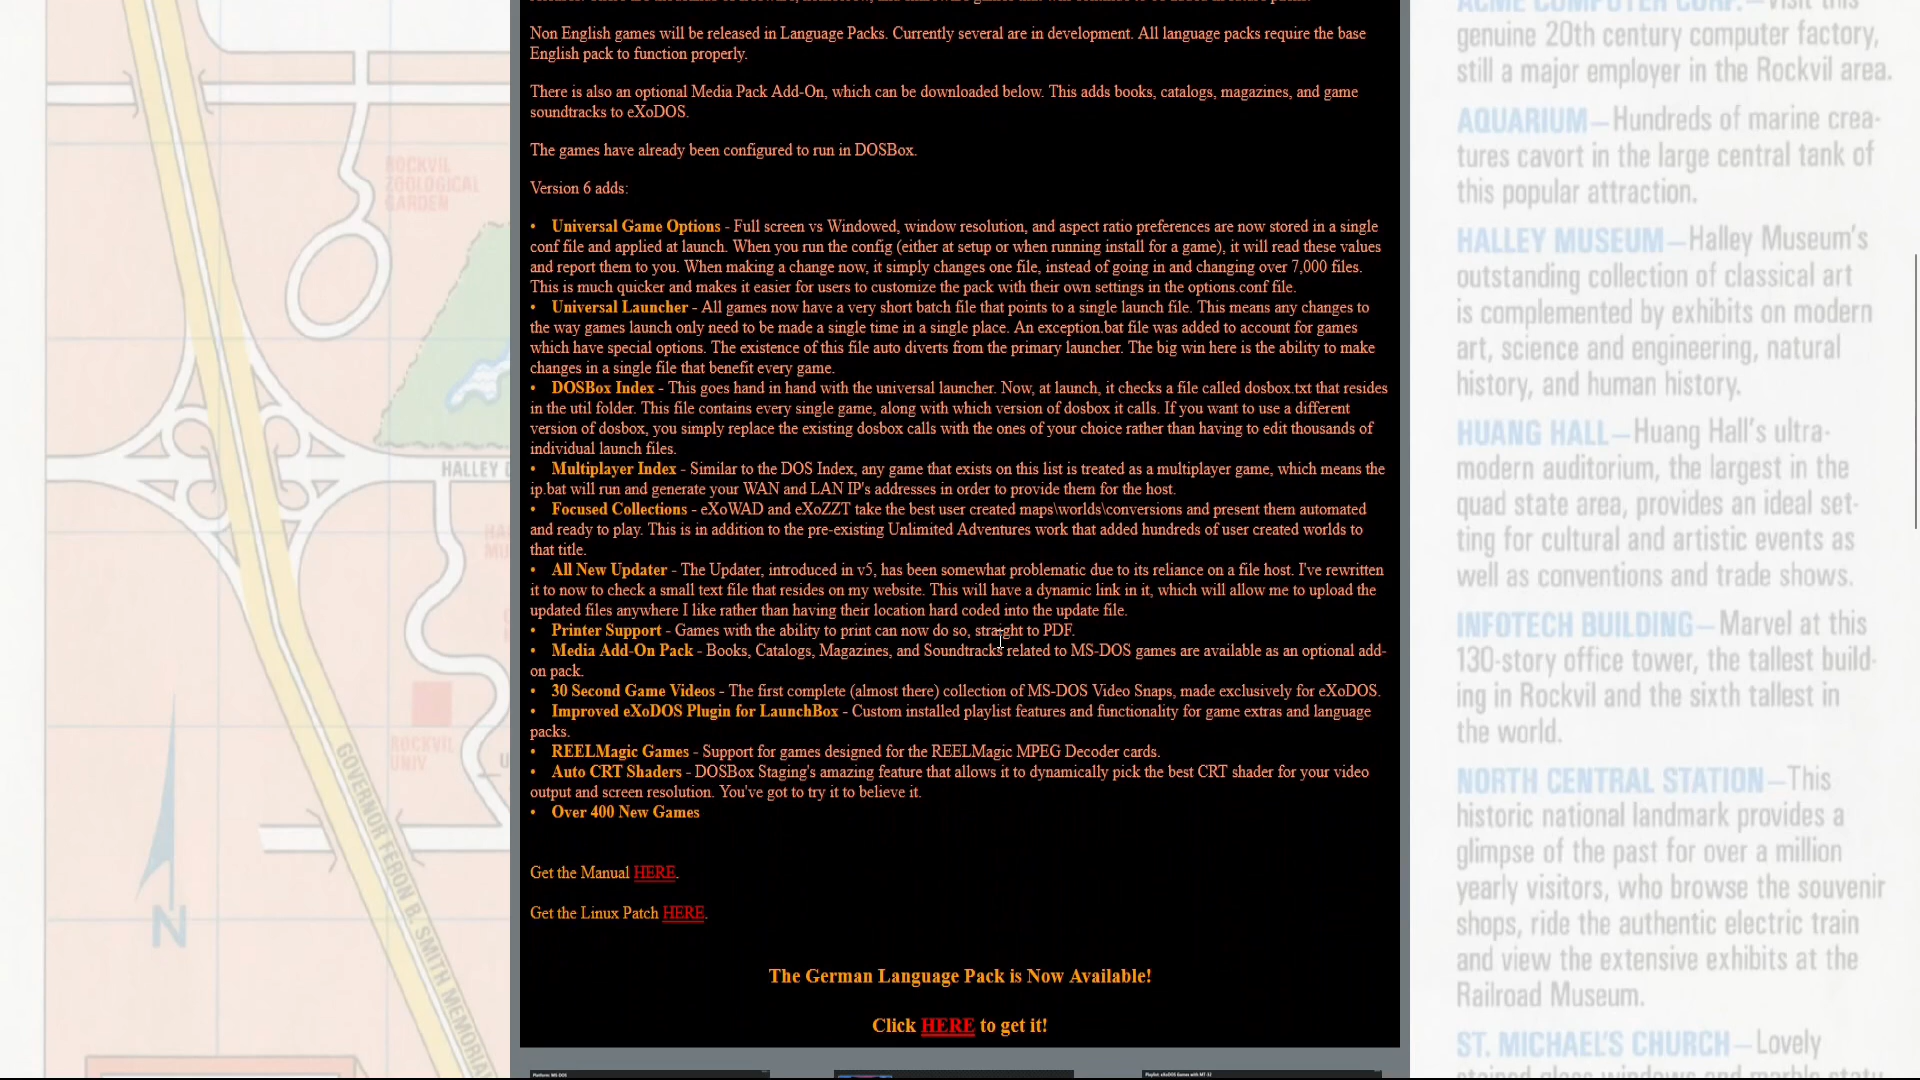 Non English games will be released in Language Packs. Currently several are in development. All language packs require the base
English pack to function properly.
There is also an optional Media Pack Add-On, which can be downloaded below. This adds books, catalogs, magazines, and game
soundtracks to eXoDOS.
The games have already been configured to run in DOSBox.
Version 6 adds:
• Universal Game Options - Full screen vs Windowed, window resolution, and aspect ratio preferences are now stored in a single
conf file and applied at launch. When you run the config (either at setup or when running install for a game), it will read these values
and report them to you. When making a change now, it simply changes one file, instead of going in and changing over 7,000 files.
This is much quicker and makes it easier for users to customize the pack with their own settings in the options.conf file.
• Universal Launcher - All games now have a very short batch file that points to a single launch file. This means any changes to
the way games launch only need to be made a single time in a single place. An exception.bat file was added to account for games
which have special options. The existence of this file auto diverts from the primary launcher. The big win here is the ability to make
changes in a single file that benefit every game.
• DOSBox Index - This goes hand in hand with the universal launcher. Now, at launch, it checks a file called dosbox.txt that resides
in the util folder. This file contains every single game, along with which version of dosbox it calls. If you want to use a different
version of dosbox, you simply replace the existing dosbox calls with the ones of your choice rather than having to edit thousands of
individual launch files.
• Multiplayer Index - Similar to the DOS Index, any game that exists on this list is treated as a multiplayer game, which means the
ip.bat will run and generate your WAN and LAN IP's addresses in order to provide them for the host.
• Focused Collections - eXoWAD and eXoZZT take the best user created maps\worlds\conversions and present them automated
and ready to play. This is in addition to the pre-existing Unlimited Adventures work that added hundreds of user created worlds to
that title.
• All New Updater - The Updater, introduced in v5, has been somewhat problematic due to its reliance on a file host. I've rewritten
it to now to check a small text file that resides on my website. This will have a dynamic link in it, which will allow me to upload the
updated files anywhere I like rather than having their location hard coded into the update file.
• Printer Support - Games with the ability to print can now do so, straight to PDF.
• Media Add-On Pack - Books, Catalogs, Magazines, and Soundtracks related to MS-DOS games are available as an optional add-
on pack.
• 30 Second Game Videos - The first complete (almost there) collection of MS-DOS Video Snaps, made exclusively for eXoDOS.
• Improved eXoDOS Plugin for LaunchBox - Custom installed playlist features and functionality for game extras and language
packs.
• REELMagic Games - Support for games designed for the REELMagic MPEG Decoder cards.
• Auto CRT Shaders - DOSBox Staging's amazing feature that allows it to dynamically pick the best CRT shader for your video
output and screen resolution. You've got to try it to believe it.
• Over 400 New Games
Get the Manual HERE.
Get the Linux Patch HERE.
The German Language Pack is Now Available!
Click HERE to get it!
Platform: MS-DOS
ROCKVIL
ZOOLOGICAL
GARDEN
HALLEY
ROCKVIL
UNIV.
GOVERNOR FERON B. SMITH MEMORIAL
N
ACME COMPUTER CORP.—Visit this
genuine 20th century computer factory,
still a major employer in the Rockvil area.
AQUARIUM—Hundreds of marine crea-
tures cavort in the large central tank of
this popular attraction.
HALLEY MUSEUM—Halley Museum's
outstanding collection of classical art
is complemented by exhibits on modern
art, science and engineering, natural
history, and human history.
HUANG HALL—Huang Hall's ultra-
modern auditorium, the largest in the
quad state area, provides an ideal set-
ting for cultural and artistic events as
well as conventions and trade shows.
INFOTECH BUILDING—Marvel at this
130-story office tower, the tallest build-
ing in Rockvil and the sixth tallest in
the world.
NORTH CENTRAL STATION—This
historic national landmark provides a
glimpse of the past for over a million
yearly visitors, who browse the souvenir
shops, ride the authentic electric train
and view the extensive exhibits at the
Railroad Museum.
ST. MICHAEL'S CHURCH—Lovely